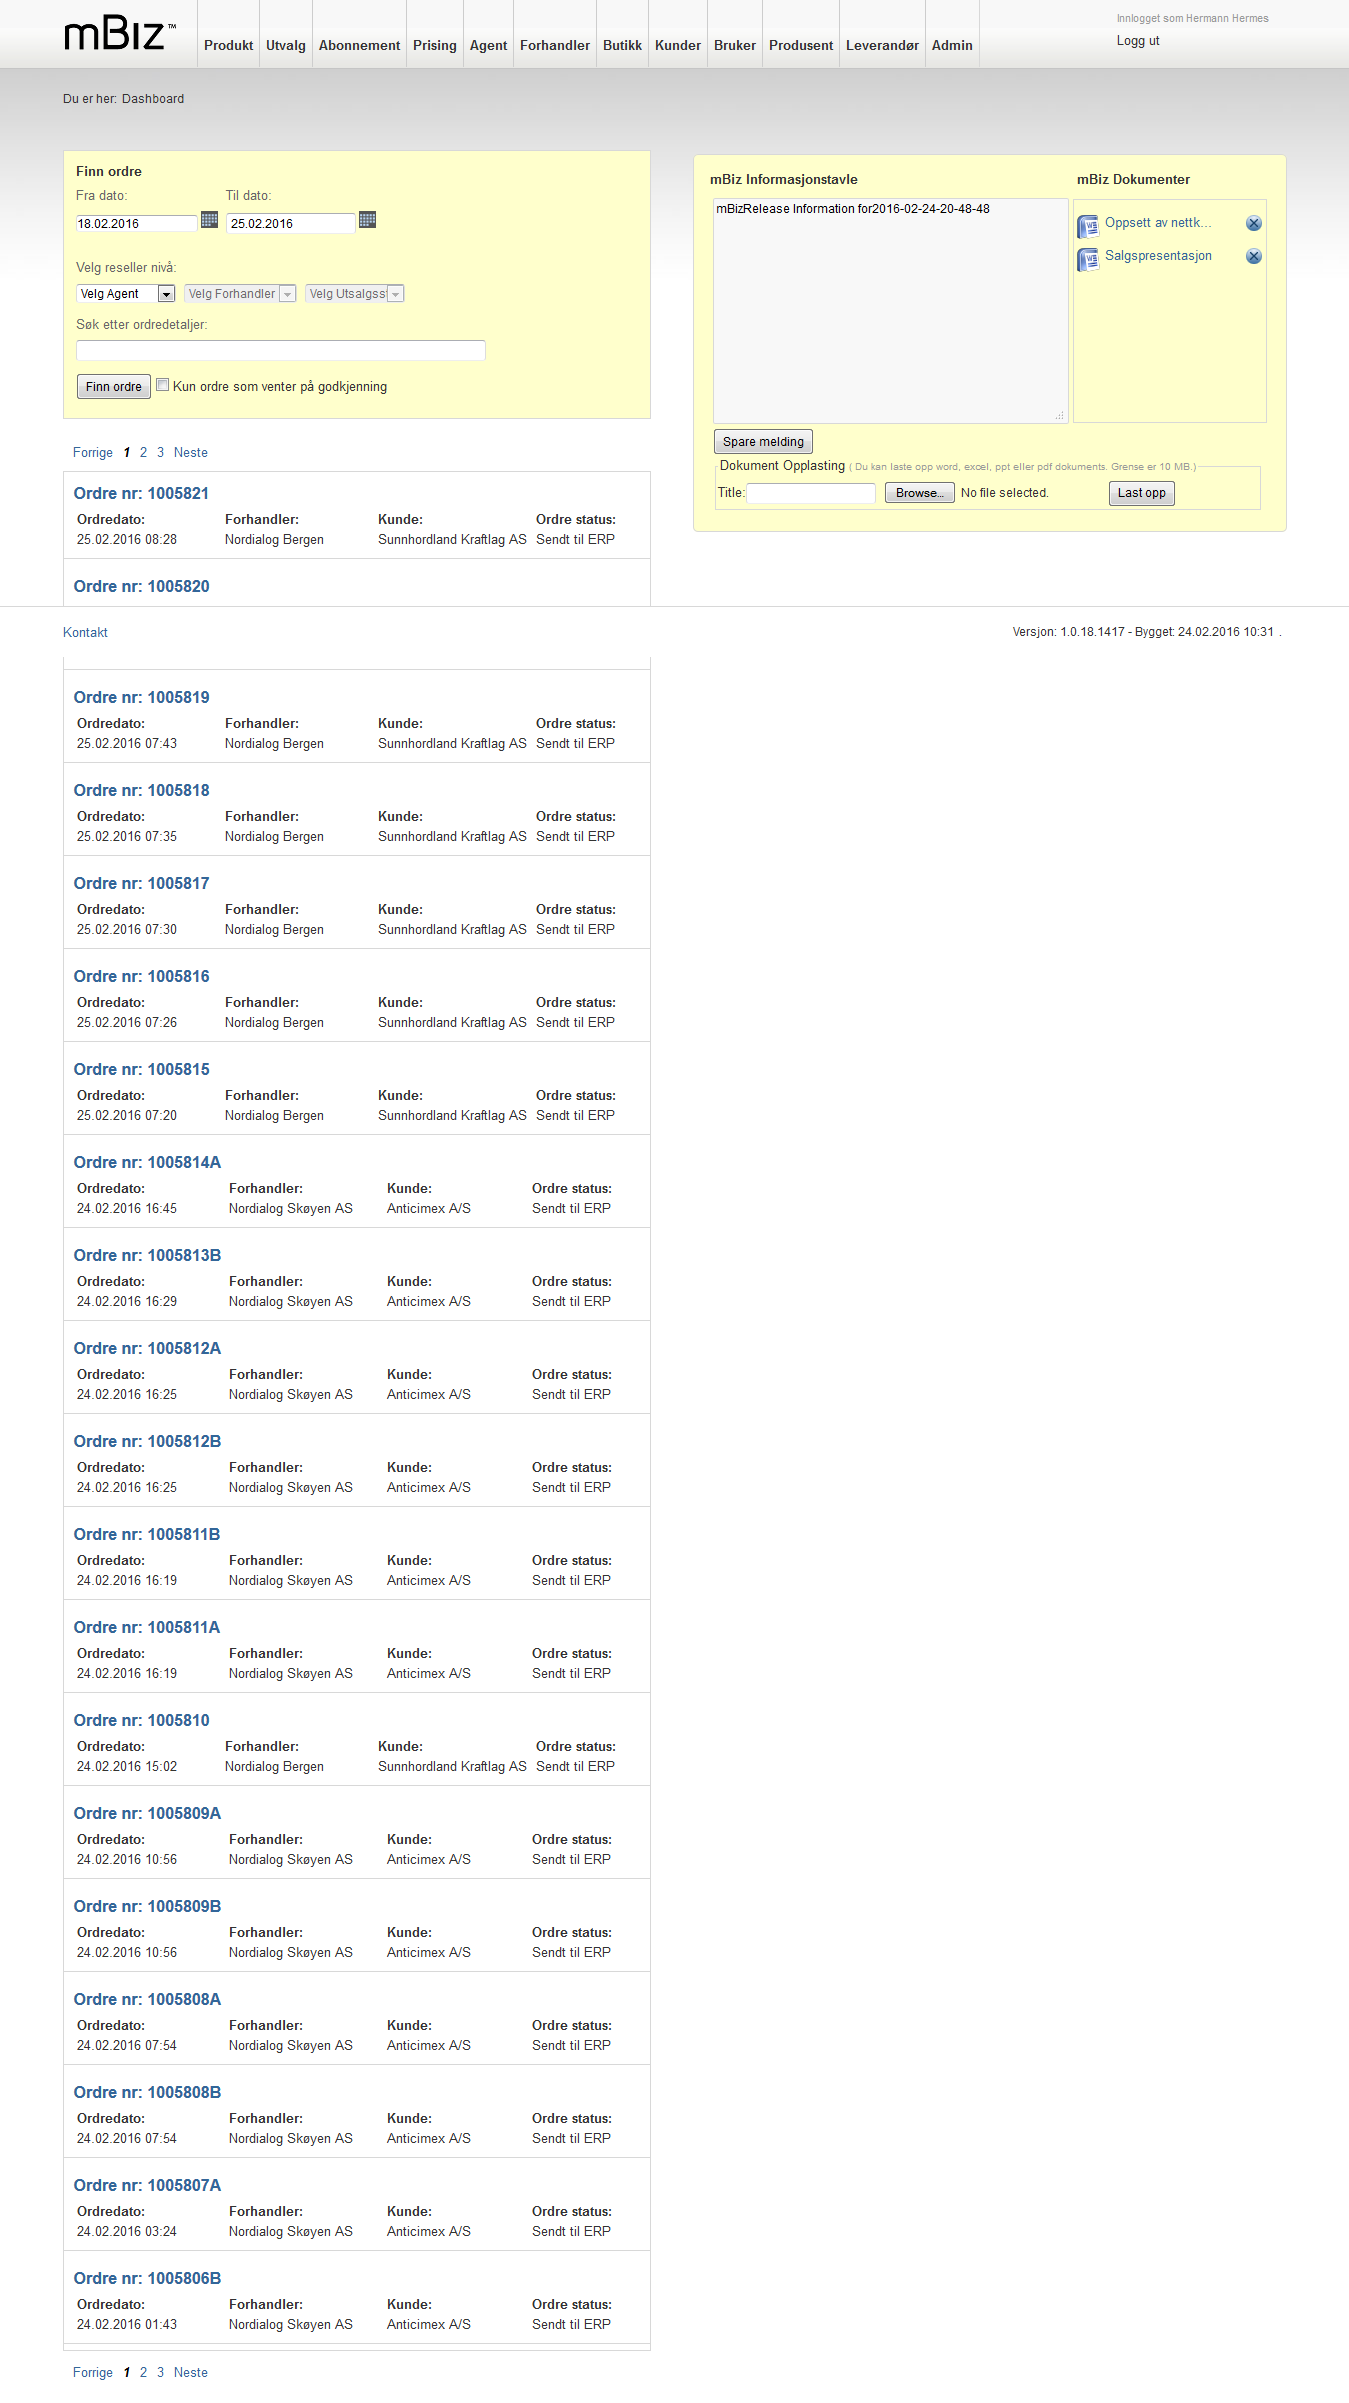 mBiz™
Produkt Utvalg Abonnement Prising Agent Forhandler Butikk Kunder Bruker Produsent Leverandør Admin
Innlogget som Hermann Hermes
Logg ut
Du er her: Dashboard
Finn ordre
Fra dato: Til dato:
18.02.2016 25.02.2016
Velg reseller nivå:
Velg Agent Velg Forhandler Velg Utsalgss
Søk etter ordredetaljer:
Finn ordre Kun ordre som venter på godkjenning
mBiz Informasjonstavle mBiz Dokumenter
mBizRelease Information for2016-02-24-20-48-48
Oppsett av nettk...
Salgspresentasjon
Spare melding
Dokument Opplasting ( Du kan laste opp word, excel, ppt eller pdf dokuments. Grense er 10 MB.)
Title: Browse... No file selected. Last opp
Forrige 1 2 3 Neste
Ordre nr: 1005821
Ordredato: Forhandler: Kunde: Ordre status:
25.02.2016 08:28 Nordialog Bergen Sunnhordland Kraftlag AS Sendt til ERP
Ordre nr: 1005820
Kontakt Versjon: 1.0.18.1417 - Bygget: 24.02.2016 10:31 .
Ordre nr: 1005819
Ordredato: Forhandler: Kunde: Ordre status:
25.02.2016 07:43 Nordialog Bergen Sunnhordland Kraftlag AS Sendt til ERP
Ordre nr: 1005818
Ordredato: Forhandler: Kunde: Ordre status:
25.02.2016 07:35 Nordialog Bergen Sunnhordland Kraftlag AS Sendt til ERP
Ordre nr: 1005817
Ordredato: Forhandler: Kunde: Ordre status:
25.02.2016 07:30 Nordialog Bergen Sunnhordland Kraftlag AS Sendt til ERP
Ordre nr: 1005816
Ordredato: Forhandler: Kunde: Ordre status:
25.02.2016 07:26 Nordialog Bergen Sunnhordland Kraftlag AS Sendt til ERP
Ordre nr: 1005815
Ordredato: Forhandler: Kunde: Ordre status:
25.02.2016 07:20 Nordialog Bergen Sunnhordland Kraftlag AS Sendt til ERP
Ordre nr: 1005814A
Ordredato: Forhandler: Kunde: Ordre status:
24.02.2016 16:45 Nordialog Skøyen AS Anticimex A/S Sendt til ERP
Ordre nr: 1005813B
Ordredato: Forhandler: Kunde: Ordre status:
24.02.2016 16:29 Nordialog Skøyen AS Anticimex A/S Sendt til ERP
Ordre nr: 1005812A
Ordredato: Forhandler: Kunde: Ordre status:
24.02.2016 16:25 Nordialog Skøyen AS Anticimex A/S Sendt til ERP
Ordre nr: 1005812B
Ordredato: Forhandler: Kunde: Ordre status:
24.02.2016 16:25 Nordialog Skøyen AS Anticimex A/S Sendt til ERP
Ordre nr: 1005811B
Ordredato: Forhandler: Kunde: Ordre status:
24.02.2016 16:19 Nordialog Skøyen AS Anticimex A/S Sendt til ERP
Ordre nr: 1005811A
Ordredato: Forhandler: Kunde: Ordre status:
24.02.2016 16:19 Nordialog Skøyen AS Anticimex A/S Sendt til ERP
Ordre nr: 1005810
Ordredato: Forhandler: Kunde: Ordre status:
24.02.2016 15:02 Nordialog Bergen Sunnhordland Kraftlag AS Sendt til ERP
Ordre nr: 1005809A
Ordredato: Forhandler: Kunde: Ordre status:
24.02.2016 10:56 Nordialog Skøyen AS Anticimex A/S Sendt til ERP
Ordre nr: 1005809B
Ordredato: Forhandler: Kunde: Ordre status:
24.02.2016 10:56 Nordialog Skøyen AS Anticimex A/S Sendt til ERP
Ordre nr: 1005808A
Ordredato: Forhandler: Kunde: Ordre status:
24.02.2016 07:54 Nordialog Skøyen AS Anticimex A/S Sendt til ERP
Ordre nr: 1005808B
Ordredato: Forhandler: Kunde: Ordre status:
24.02.2016 07:54 Nordialog Skøyen AS Anticimex A/S Sendt til ERP
Ordre nr: 1005807A
Ordredato: Forhandler: Kunde: Ordre status:
24.02.2016 03:24 Nordialog Skøyen AS Anticimex A/S Sendt til ERP
Ordre nr: 1005806B
Ordredato: Forhandler: Kunde: Ordre status:
24.02.2016 01:43 Nordialog Skøyen AS Anticimex A/S Sendt til ERP
Forrige 1 2 3 Neste